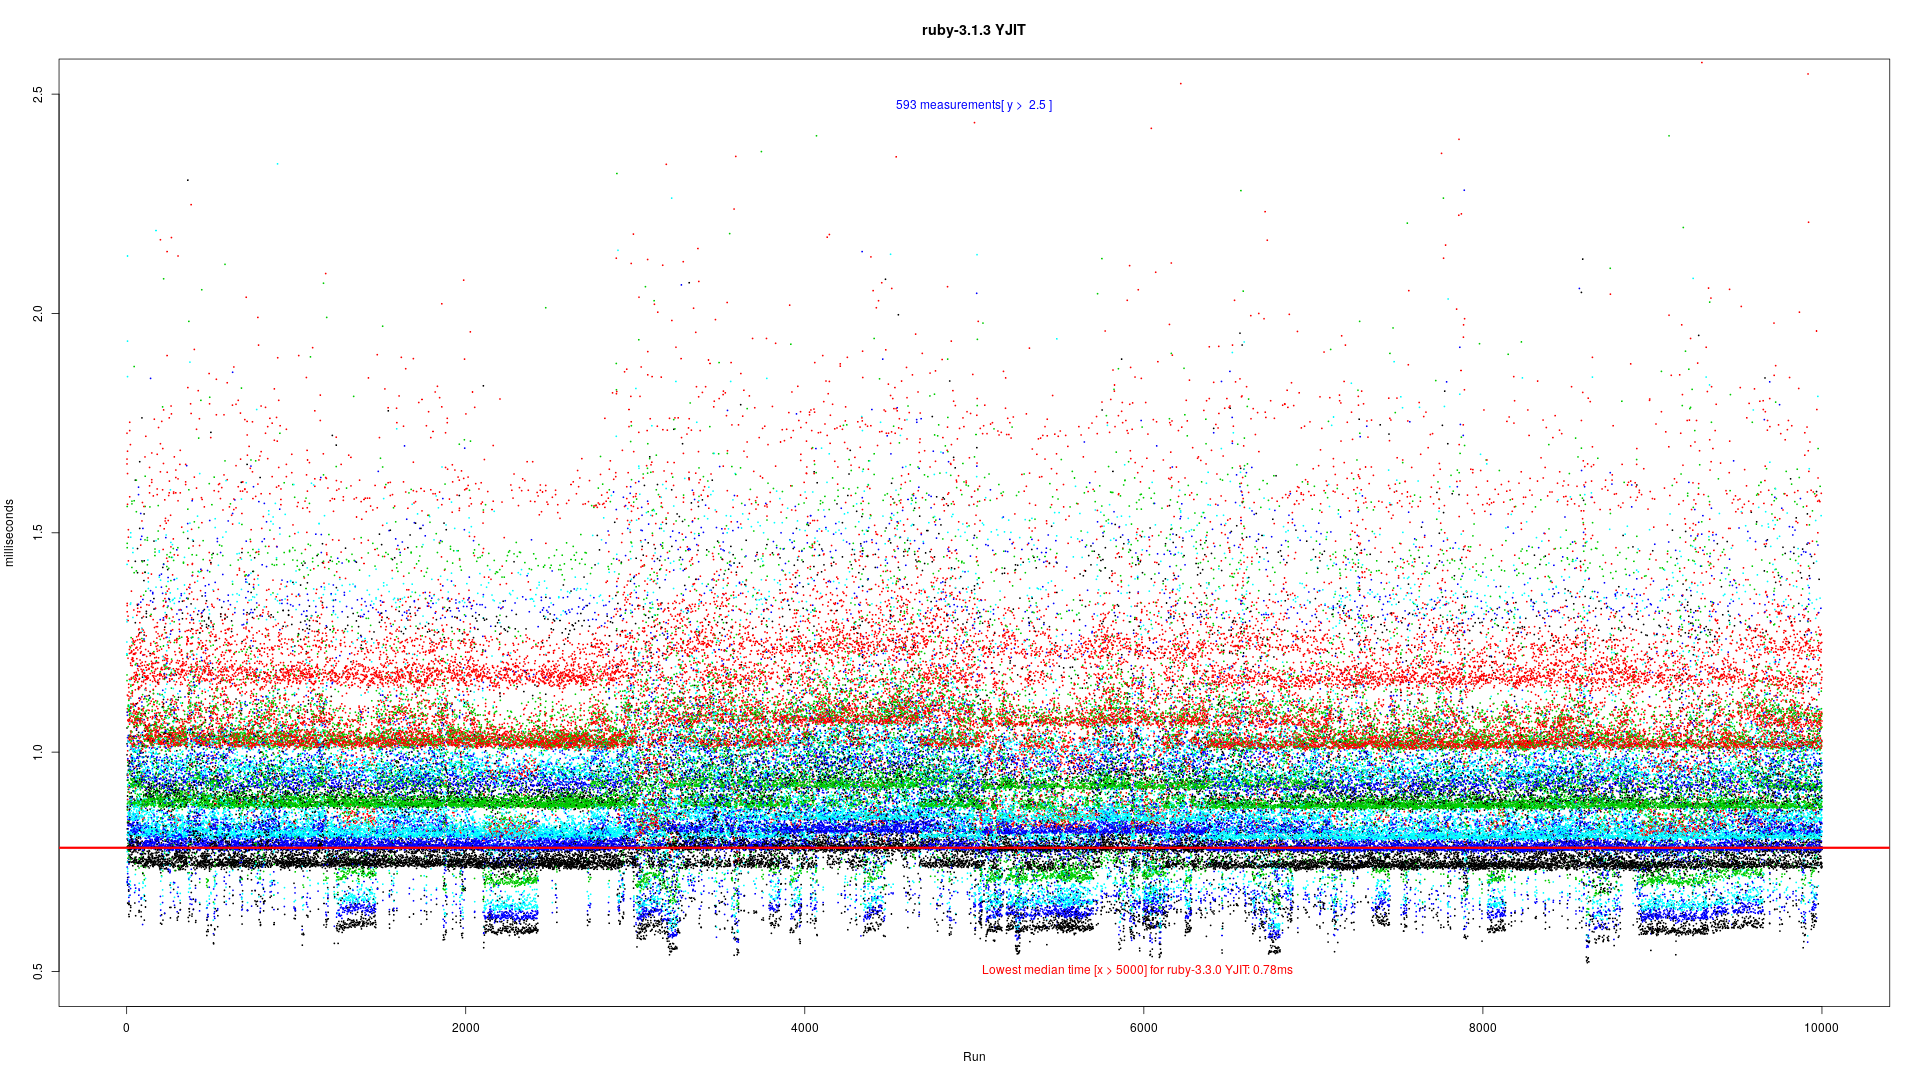 ruby-3.1.3 YJIT
593 measurements[ y >  2.5 ]
2.5
2.0
milliseconds
1.5
1.0
0.5
Lowest median time [x > 5000] for ruby-3.3.0 YJIT: 0.78ms
0 2000 4000 6000 8000 10000
Run